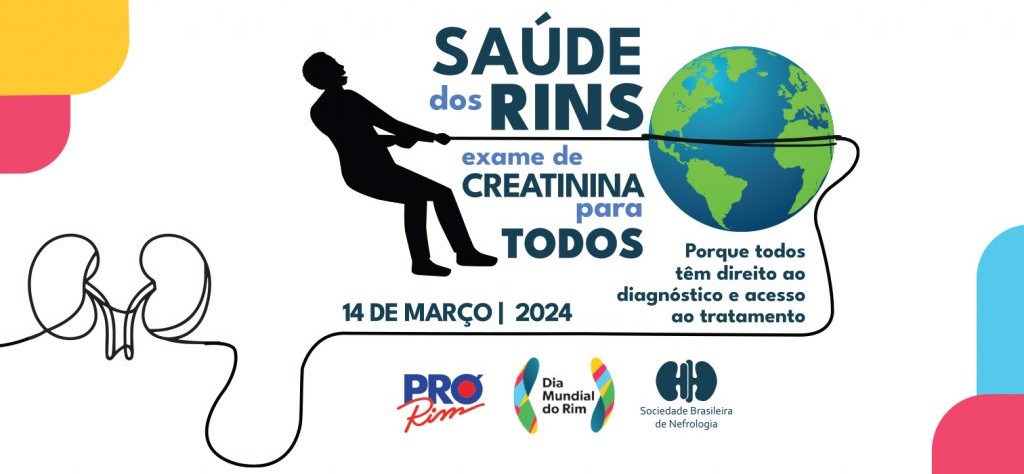 SAÚDE
dos RINS
exame de
CREATININA
para
TODOS
Porque todos
têm direito ao
diagnóstico e acesso
ao tratamento
14 DE MARÇO | 2024
PRÓ
Rim
Dia
Mundial
do Rim
Sociedade Brasileira
de Nefrologia